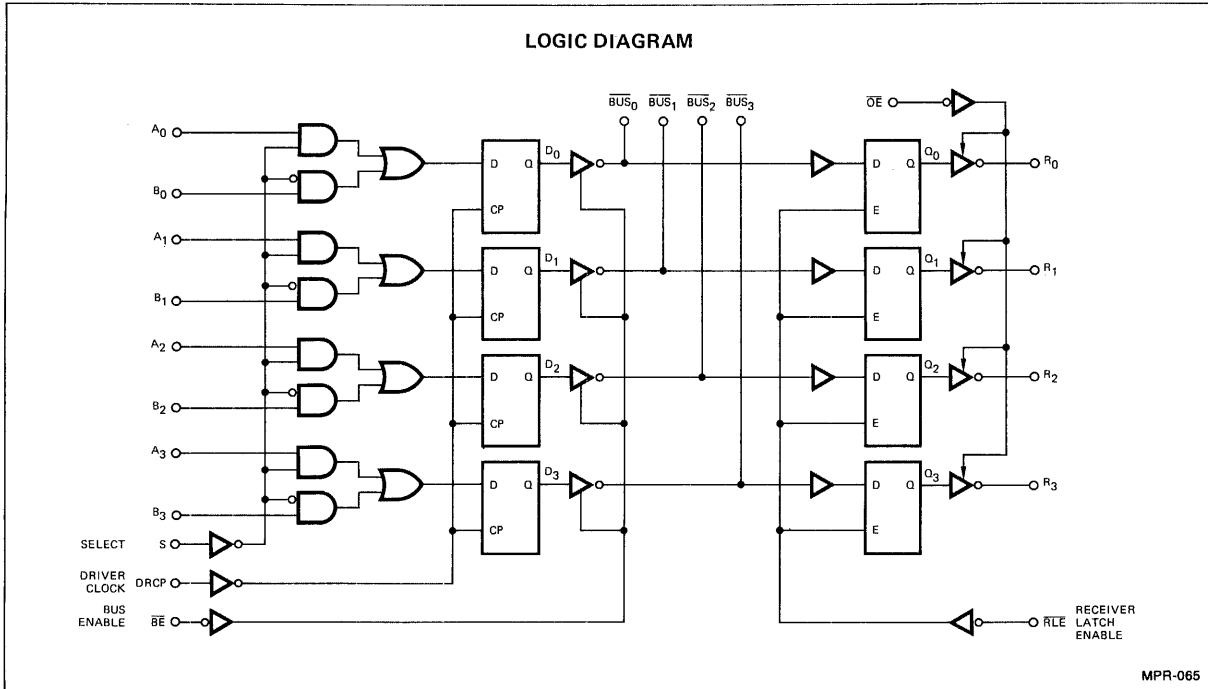 LOGIC DIAGRAM
BUS0 BUS1 BUS2 BUS3
OE
A0
B0
D Q D0
CP
D Q Q0
E
R0
A1
B1
D Q D1
CP
D Q Q1
E
R1
A2
B2
D Q D2
CP
D Q Q2
E
R2
A3
B3
D Q D3
CP
D Q Q3
E
R3
SELECT S
DRIVER
CLOCK DRCP
BUS
ENABLE BE
RLE RECEIVER
LATCH
ENABLE
MPR-065